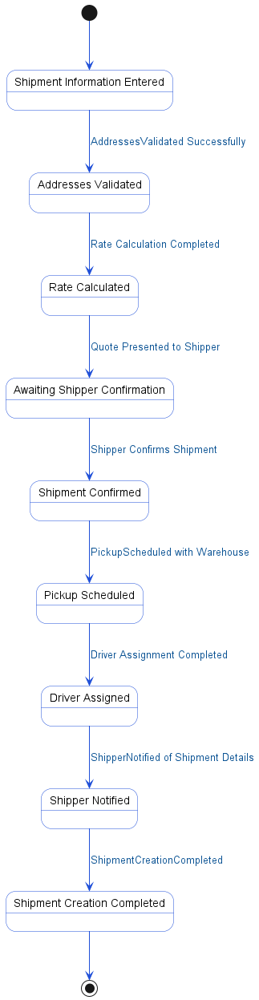 Shipment Information Entered
AddressesValidated Successfully
Addresses Validated
Rate Calculation Completed
Rate Calculated
Quote Presented to Shipper
Awaiting Shipper Confirmation
Shipper Confirms Shipment
Shipment Confirmed
PickupScheduled with Warehouse
Pickup Scheduled
Driver Assignment Completed
Driver Assigned
ShipperNotified of Shipment Details
Shipper Notified
ShipmentCreationCompleted
Shipment Creation Completed